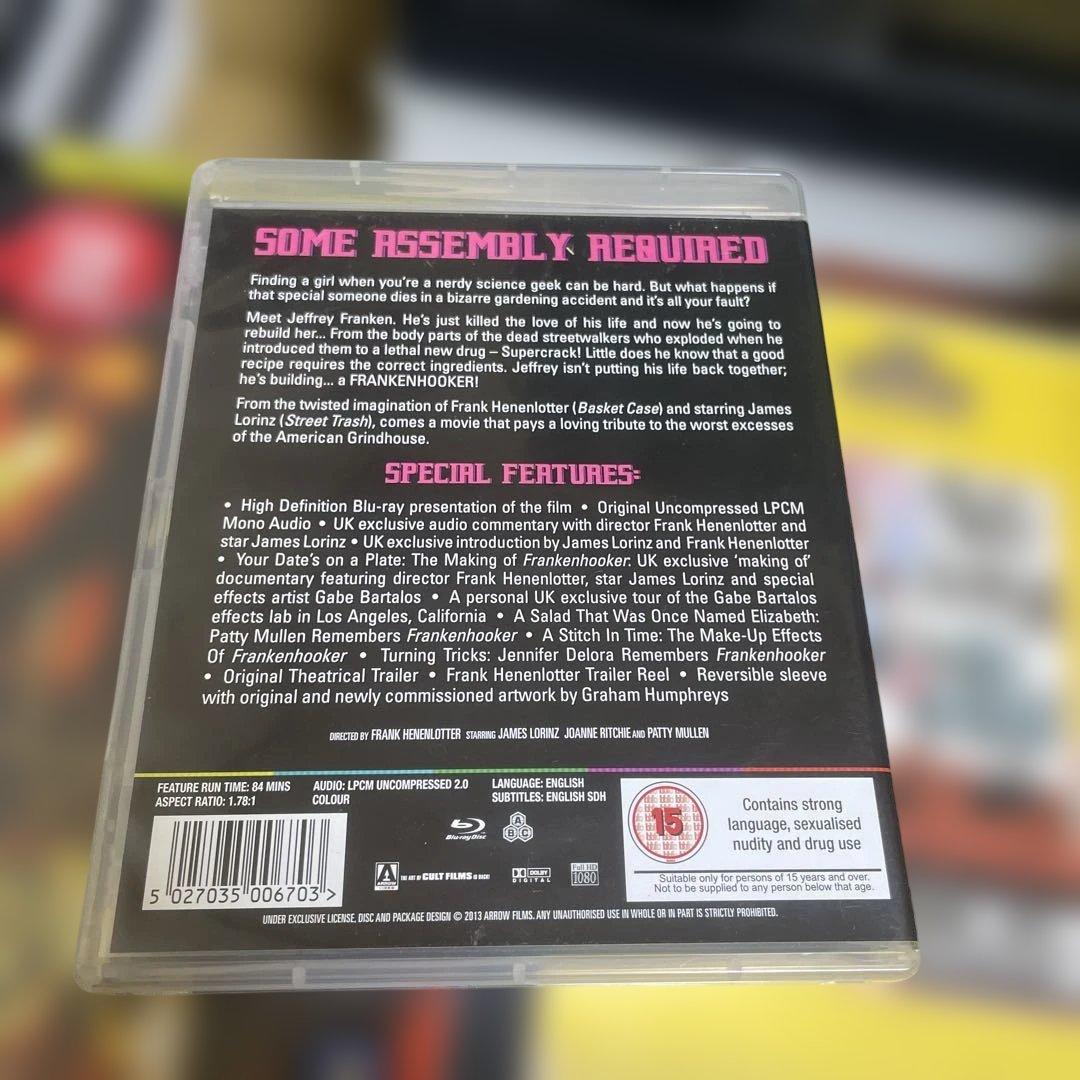 SOME ASSEMBLY REQUIRED
Finding a girl when you're a nerdy science geek can be hard. But what happens if
that special someone dies in a bizarre gardening accident and it's all your fault?
Meet Jeffrey Franken. He's just killed the love of his life and now he's going to
rebuild her... From the body parts of the dead streetwalkers who exploded when he
introduced them to a lethal new drug – Supercrack! Little does he know that a good
recipe requires the correct ingredients. Jeffrey isn't putting his life back together;
he's building... a FRANKENHOOKER!
From the twisted imagination of Frank Henenlotter (Basket Case) and starring James
Lorinz (Street Trash), comes a movie that pays a loving tribute to the worst excesses
of the American Grindhouse.
SPECIAL FEATURES:
• High Definition Blu-ray presentation of the film • Original Uncompressed LPCM
Mono Audio • UK exclusive audio commentary with director Frank Henenlotter and
star James Lorinz • UK exclusive introduction by James Lorinz and Frank Henenlotter
• Your Date's on a Plate: The Making of Frankenhooker. UK exclusive 'making of'
documentary featuring director Frank Henenlotter, star James Lorinz and special
effects artist Gabe Bartalos • A personal UK exclusive tour of the Gabe Bartalos
effects lab in Los Angeles, California • A Salad That Was Once Named Elizabeth:
Patty Mullen Remembers Frankenhooker • A Stitch In Time: The Make-Up Effects
Of Frankenhooker • Turning Tricks: Jennifer Delora Remembers Frankenhooker
• Original Theatrical Trailer • Frank Henenlotter Trailer Reel • Reversible sleeve
with original and newly commissioned artwork by Graham Humphreys
DIRECTED BY FRANK HENENLOTTER STARRING JAMES LORINZ JOANNE RITCHIE AND PATTY MULLEN
FEATURE RUN TIME: 84 MINS
ASPECT RATIO: 1.78:1
AUDIO: LPCM UNCOMPRESSED 2.0
COLOUR
LANGUAGE: ENGLISH
SUBTITLES: ENGLISH SDH
15
Contains strong
language, sexualised
nudity and drug use
Suitable only for persons of 15 years and over.
Not to be supplied to any person below that age.
Blu-ray Disc
A B C
ARROW
THE ART OF CULT FILMS IS BACK!
DOLBY
DIGITAL
Full HD
1080
5 027035 006703 >
UNDER EXCLUSIVE LICENSE, DISC AND PACKAGE DESIGN © 2013 ARROW FILMS. ANY UNAUTHORISED USE IN WHOLE OR IN PART IS STRICTLY PROHIBITED.